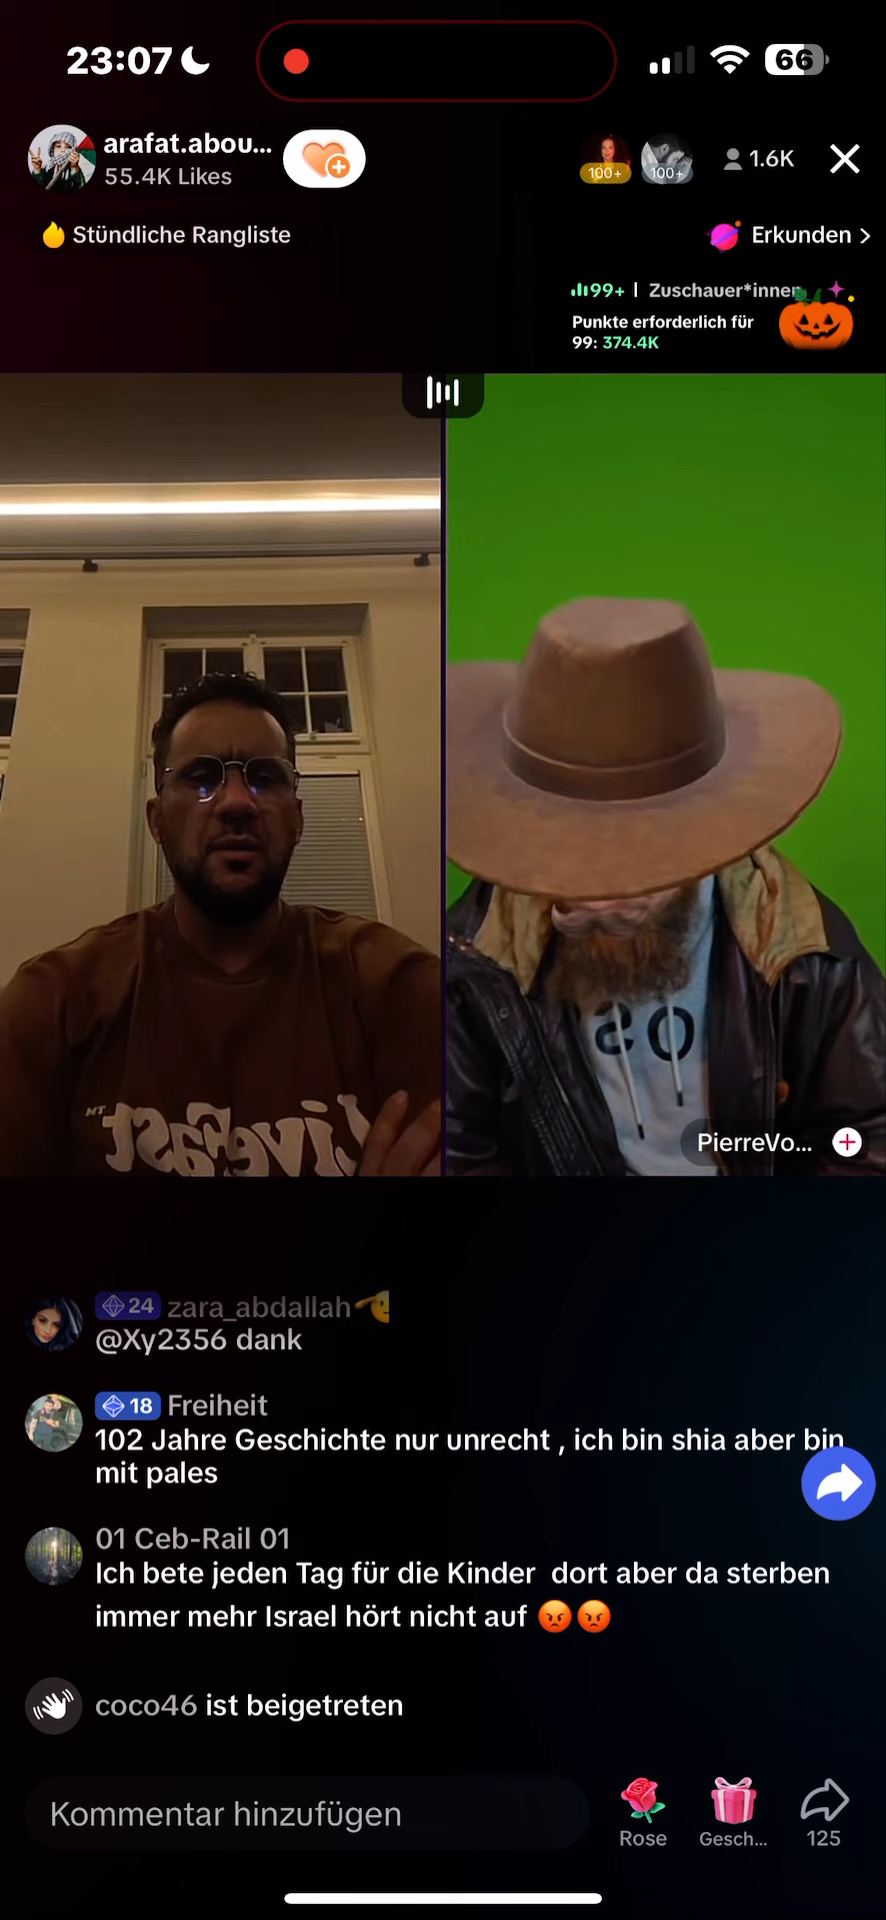 23:07
66
arafat.abou...
55.4K Likes
100+
100+
1.6K
Stündliche Rangliste
Erkunden >
99+ | Zuschauer*innen
Punkte erforderlich für
99: 374.4K
LiveFast™
SO
PierreVo...
24 zara_abdallah
@Xy2356 dank
18 Freiheit
102 Jahre Geschichte nur unrecht , ich bin shia aber bin
mit pales
01 Ceb-Rail 01
Ich bete jeden Tag für die Kinder dort aber da sterben
immer mehr Israel hört nicht auf 😡😡
coco46 ist beigetreten
Kommentar hinzufügen
Rose
Gesch...
125